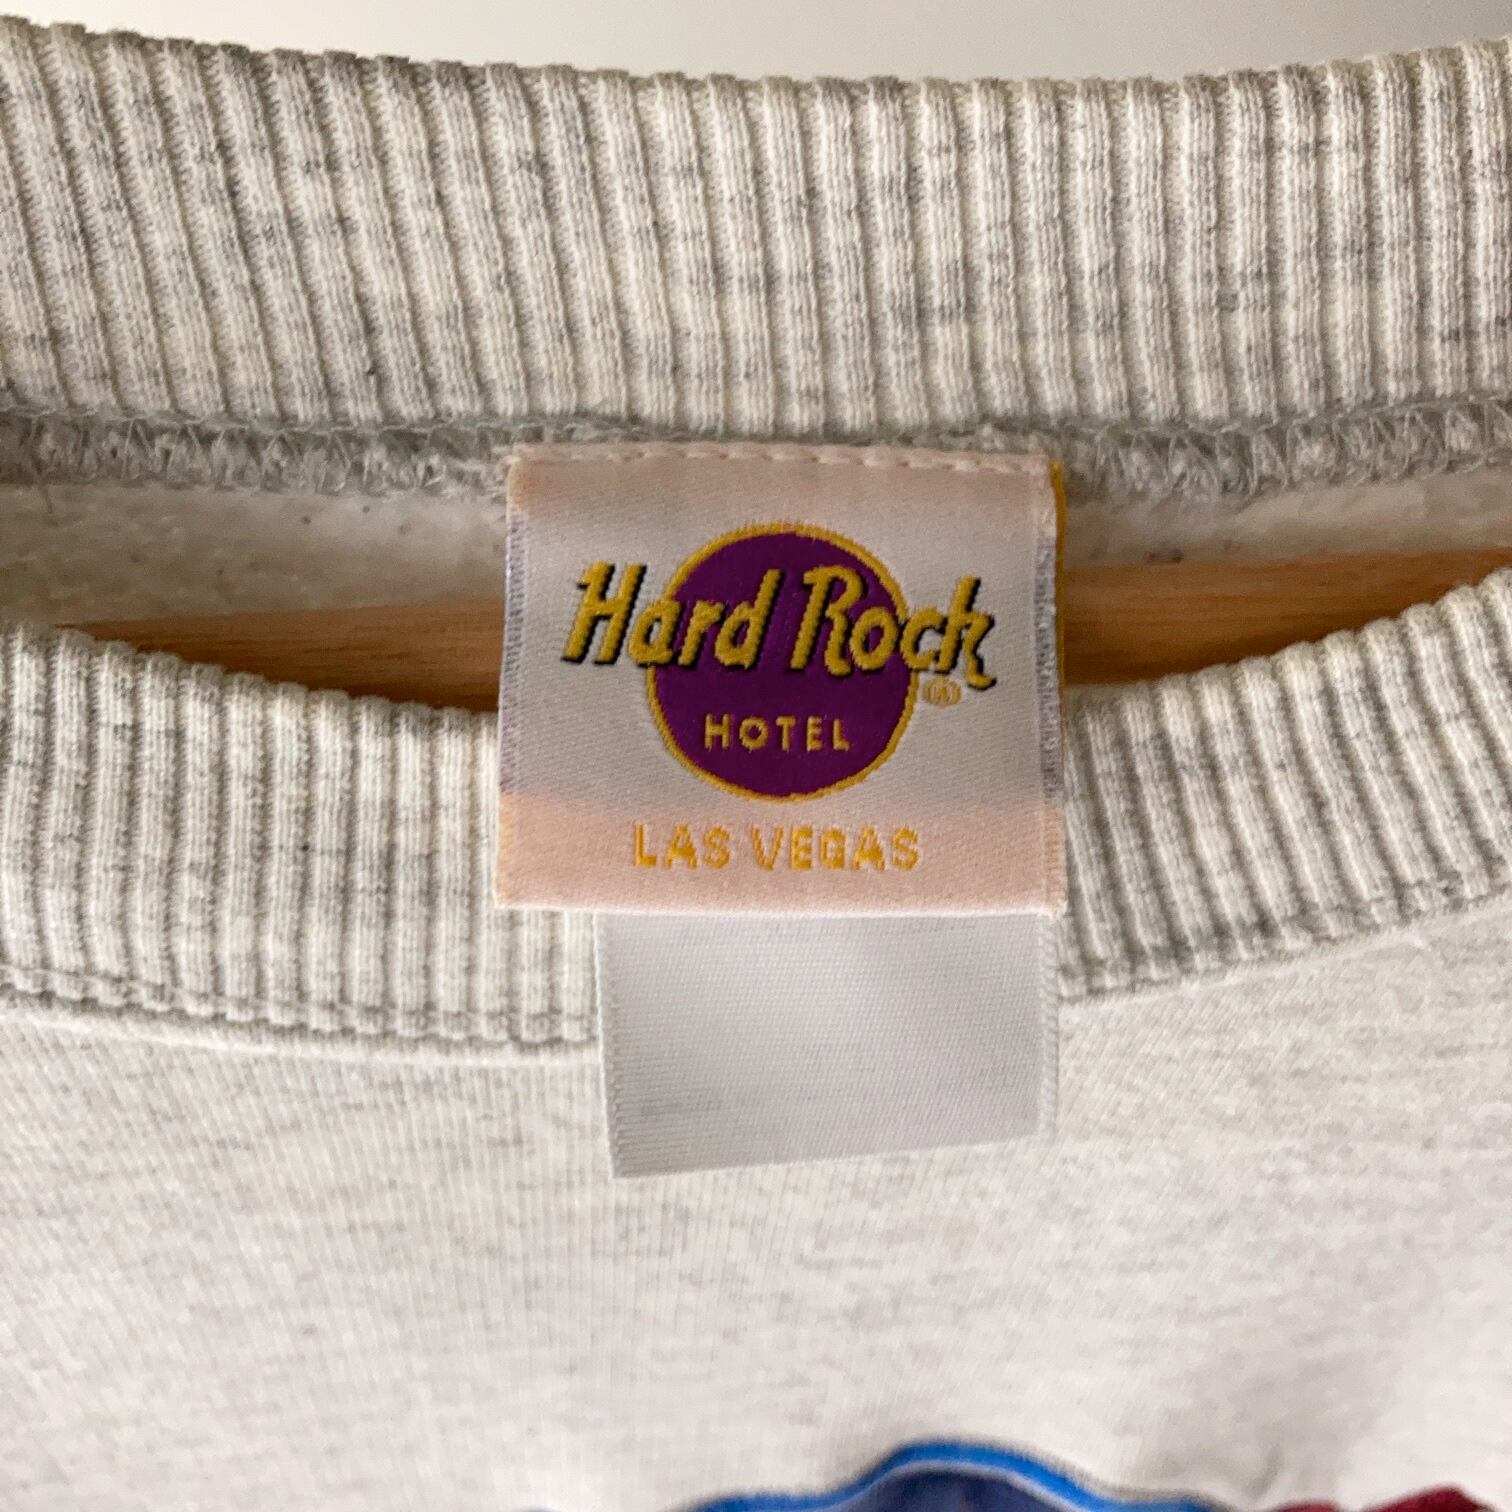 Hard Rock
®
HOTEL
LAS VEGAS